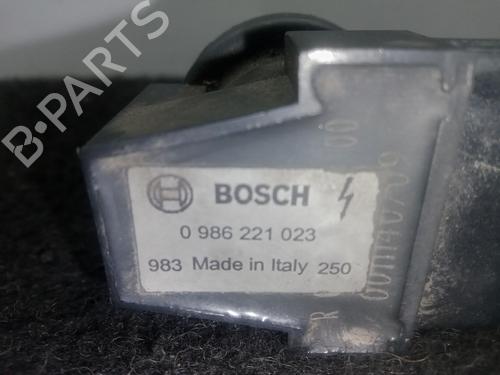 B-PARTS
BOSCH
0 986 221 023
983 Made in Italy 250